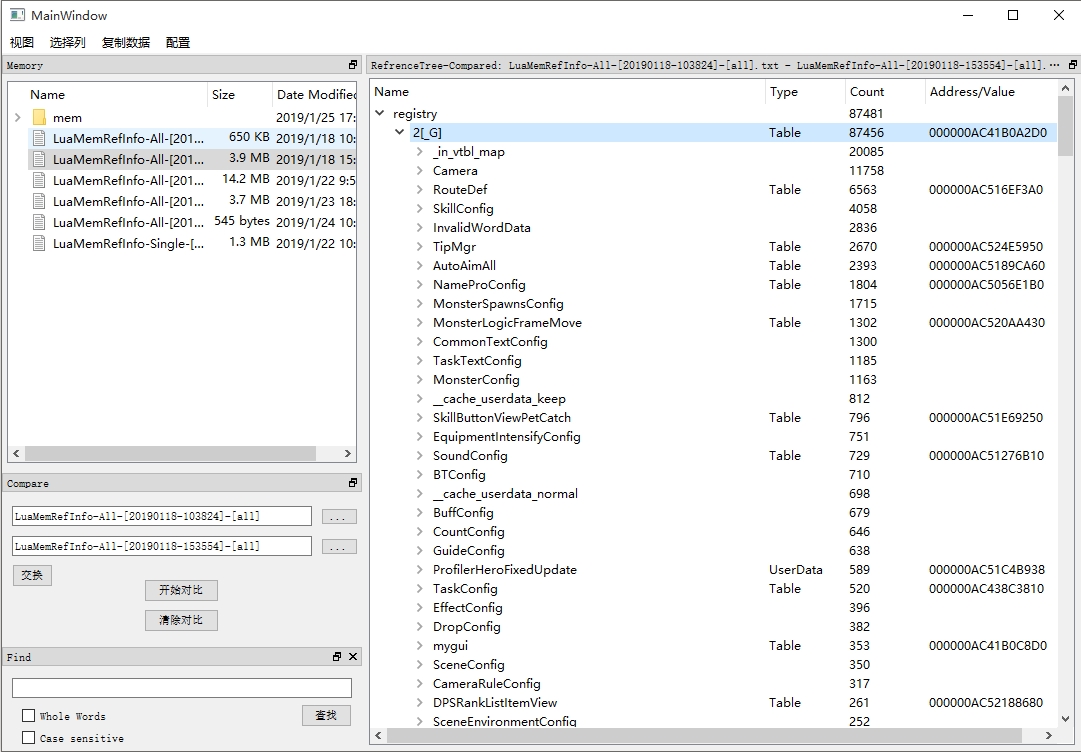 MainWindow
视图 选择列 复制数据 配置
Memory
Name Size Date Modified
mem 2019/1/25 17:
LuaMemRefInfo-All-[201... 650 KB 2019/1/18 10:
LuaMemRefInfo-All-[201... 3.9 MB 2019/1/18 15:
LuaMemRefInfo-All-[201... 14.2 MB 2019/1/22 9:5
LuaMemRefInfo-All-[201... 3.7 MB 2019/1/23 18:
LuaMemRefInfo-All-[201... 545 bytes 2019/1/24 10:
LuaMemRefInfo-Single-[... 1.3 MB 2019/1/22 10:
Compare
LuaMemRefInfo-All-[20190118-103824]-[all] ...
LuaMemRefInfo-All-[20190118-153554]-[all] ...
交换
开始对比
清除对比
Find
Whole Words 查找
Case sensitive
RefrenceTree-Compared: LuaMemRefInfo-All-[20190118-103824]-[all].txt - LuaMemRefInfo-All-[20190118-153554]-[all]. ...
Name Type Count Address/Value
registry 87481
2[_G] Table 87456 000000AC41B0A2D0
_in_vtbl_map 20085
Camera 11758
RouteDef Table 6563 000000AC516EF3A0
SkillConfig 4058
InvalidWordData 2836
TipMgr Table 2670 000000AC524E5950
AutoAimAll Table 2393 000000AC5189CA60
NameProConfig Table 1804 000000AC5056E1B0
MonsterSpawnsConfig 1715
MonsterLogicFrameMove Table 1302 000000AC520AA430
CommonTextConfig 1300
TaskTextConfig 1185
MonsterConfig 1163
__cache_userdata_keep 812
SkillButtonViewPetCatch Table 796 000000AC51E69250
EquipmentIntensifyConfig 751
SoundConfig Table 729 000000AC51276B10
BTConfig 710
__cache_userdata_normal 698
BuffConfig 679
CountConfig 646
GuideConfig 638
ProfilerHeroFixedUpdate UserData 589 000000AC51C4B938
TaskConfig Table 520 000000AC438C3810
EffectConfig 396
DropConfig 382
mygui Table 353 000000AC41B0C8D0
SceneConfig 350
CameraRuleConfig 317
DPSRankListItemView Table 261 000000AC52188680
SceneEnvironmentConfig 252